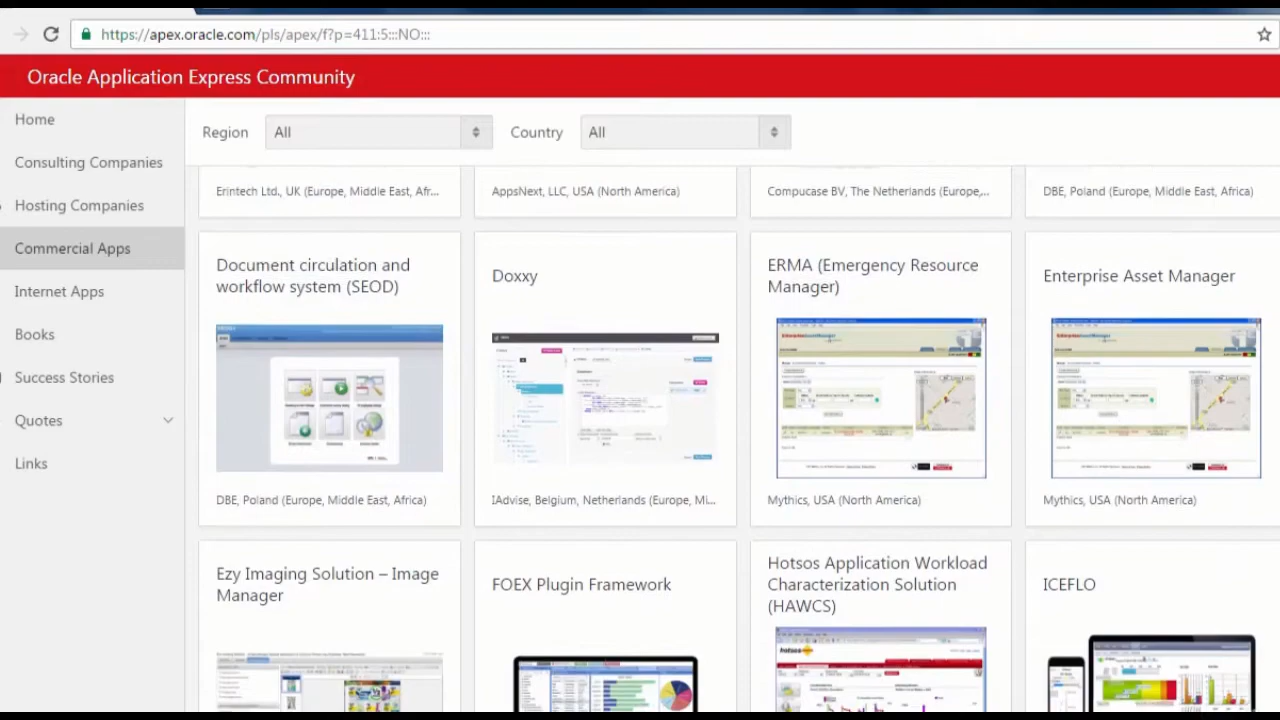 https://apex.oracle.com/pls/apex/f?p=411:5:::NO:::
Oracle Application Express Community
Home
Consulting Companies
Hosting Companies
Commercial Apps
Internet Apps
Books
Success Stories
Quotes
Links
Region
All
Country
All
Erintech Ltd., UK (Europe, Middle East, Afr...
AppsNext, LLC, USA (North America)
Compucase BV, The Netherlands (Europe,...
DBE, Poland (Europe, Middle East, Africa)
Document circulation and
workflow system (SEOD)
Doxxy
ERMA (Emergency Resource
Manager)
Enterprise Asset Manager
DBE, Poland (Europe, Middle East, Africa)
IAdvise, Belgium, Netherlands (Europe, Mi...
Mythics, USA (North America)
Mythics, USA (North America)
Ezy Imaging Solution – Image
Manager
FOEX Plugin Framework
Hotsos Application Workload
Characterization Solution
(HAWCS)
ICEFLO
hotsos